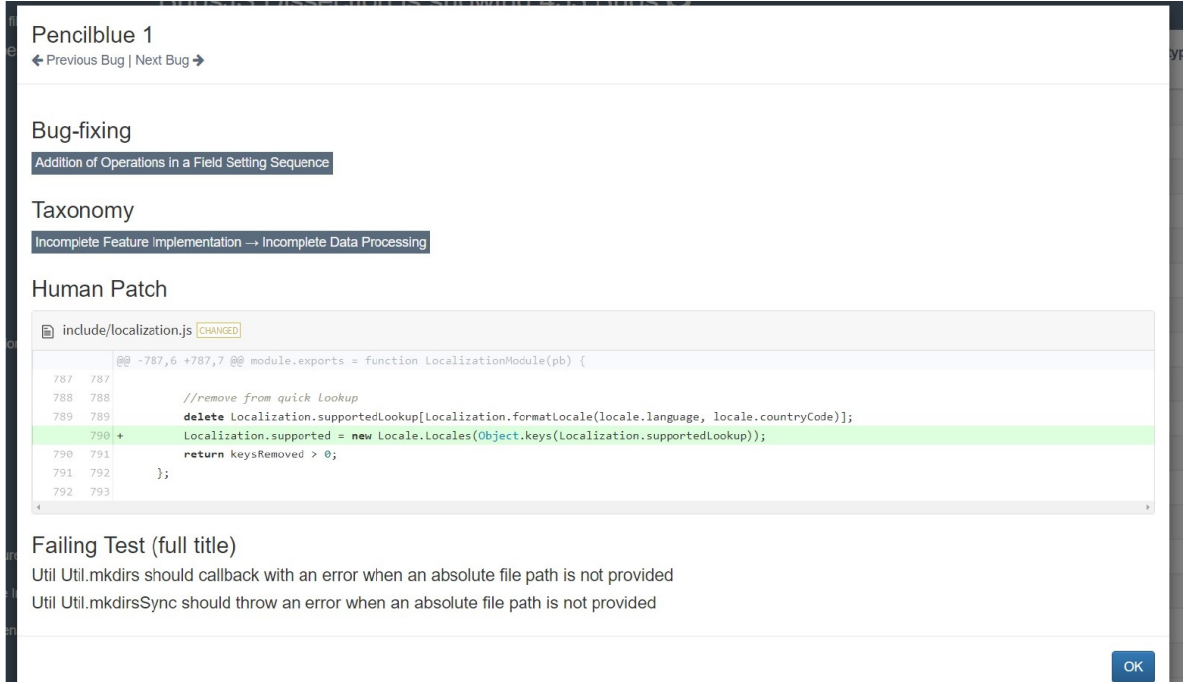 Pencilblue 1
← Previous Bug | Next Bug →
Bug-fixing
Addition of Operations in a Field Setting Sequence
Taxonomy
Incomplete Feature Implementation → Incomplete Data Processing
Human Patch
include/localization.js CHANGED
@@ -787,6 +787,7 @@ module.exports = function LocalizationModule(pb) {
787 787
788 788 //remove from quick lookup
789 789 delete Localization.supportedLookup[Localization.formatLocale(locale.language, locale.countryCode)];
790 + Localization.supported = new Locale.Locales(Object.keys(Localization.supportedLookup));
790 791 return keysRemoved > 0;
791 792 };
792 793
Failing Test (full title)
Util Util.mkdirs should callback with an error when an absolute file path is not provided
Util Util.mkdirsSync should throw an error when an absolute file path is not provided
OK